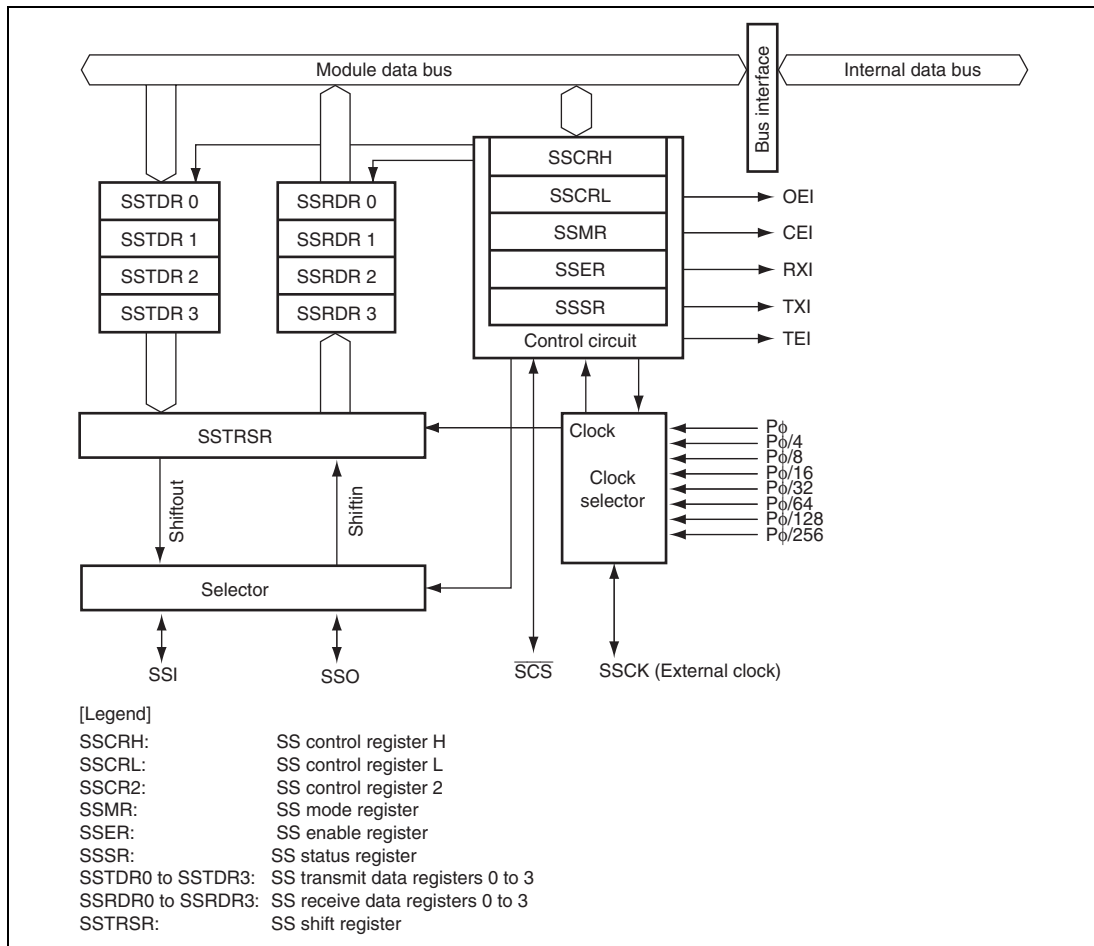 Module data bus
Bus interface
Internal data bus
SSTDR 0
SSTDR 1
SSTDR 2
SSTDR 3
SSRDR 0
SSRDR 1
SSRDR 2
SSRDR 3
SSCRH
SSCRL
SSMR
SSER
SSSR
Control circuit
OEI
CEI
RXI
TXI
TEI
SSTRSR
Clock
Clock
selector
Pφ
Pφ/4
Pφ/8
Pφ/16
Pφ/32
Pφ/64
Pφ/128
Pφ/256
Shiftout
Shiftin
Selector
SSI
SSO
S̅C̅S̅
SSCK (External clock)
[Legend]
SSCRH: SS control register H
SSCRL: SS control register L
SSCR2: SS control register 2
SSMR: SS mode register
SSER: SS enable register
SSSR: SS status register
SSTDR0 to SSTDR3: SS transmit data registers 0 to 3
SSRDR0 to SSRDR3: SS receive data registers 0 to 3
SSTRSR: SS shift register